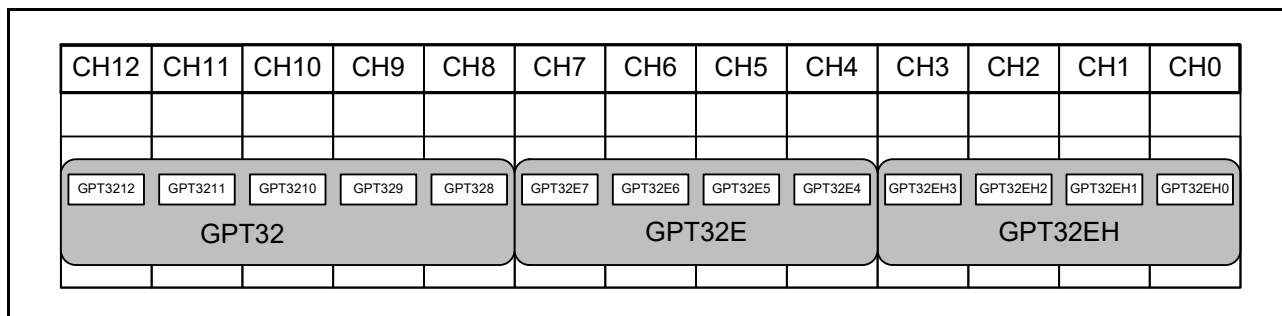 CH12 CH11 CH10 CH9 CH8 CH7 CH6 CH5 CH4 CH3 CH2 CH1 CH0
GPT3212 GPT3211 GPT3210 GPT329 GPT328 GPT32E7 GPT32E6 GPT32E5 GPT32E4 GPT32EH3 GPT32EH2 GPT32EH1 GPT32EH0
GPT32 GPT32E GPT32EH